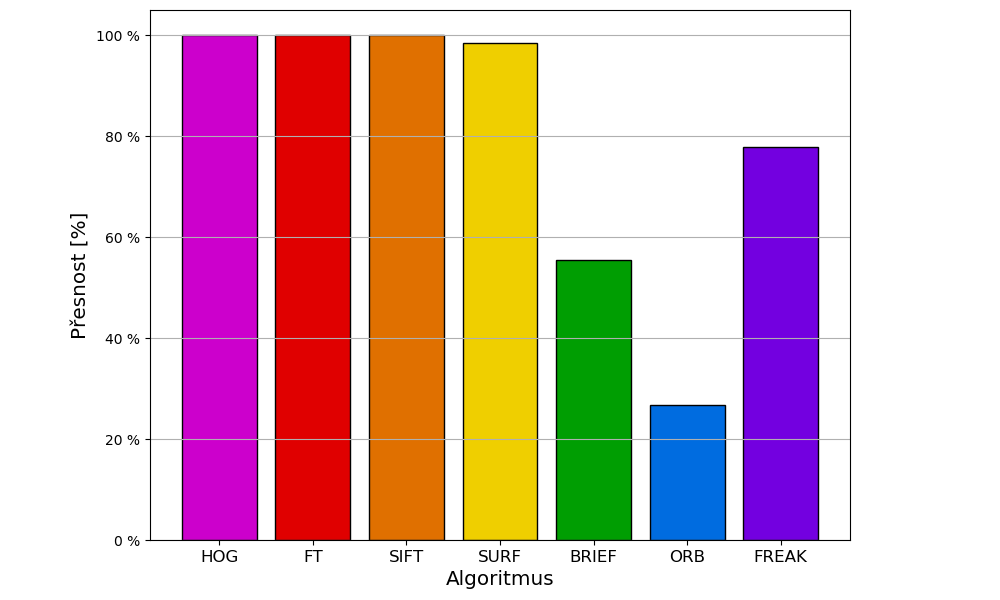 100 %
80 %
60 %
40 %
20 %
0 %
Přesnost [%]
HOG FT SIFT SURF BRIEF ORB FREAK
Algoritmus